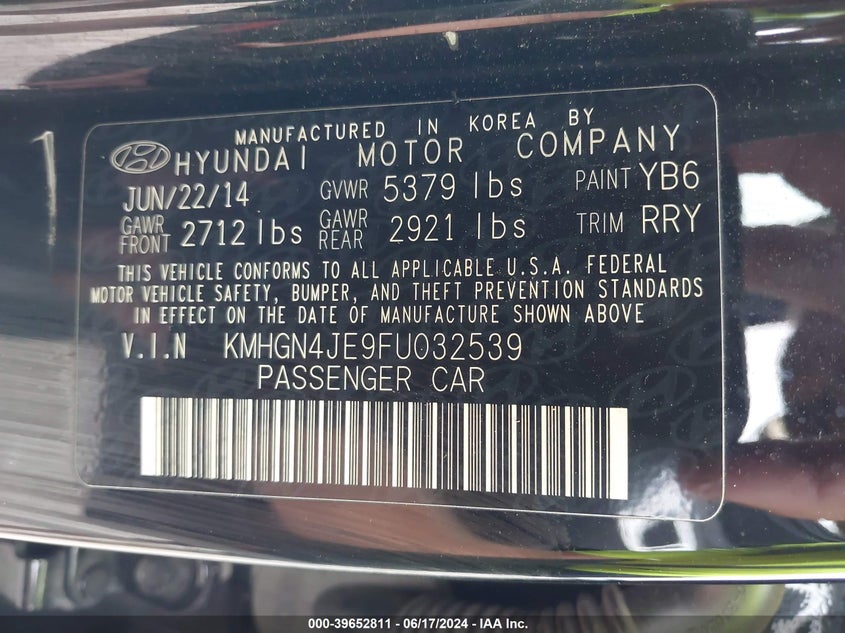 MANUFACTURED IN KOREA BY
HYUNDAI MOTOR COMPANY
JUN/22/14 GVWR 5379 lbs PAINT YB6
GAWR FRONT 2712 lbs GAWR REAR 2921 lbs TRIM RRY
THIS VEHICLE CONFORMS TO ALL APPLICABLE U.S.A. FEDERAL
MOTOR VEHICLE SAFETY, BUMPER, AND THEFT PREVENTION STANDARDS
IN EFFECT ON THE DATE OF MANUFACTURE SHOWN ABOVE
V.I.N KMHGN4JE9FU032539
PASSENGER CAR
000-39652811 - 06/17/2024 - IAA Inc.